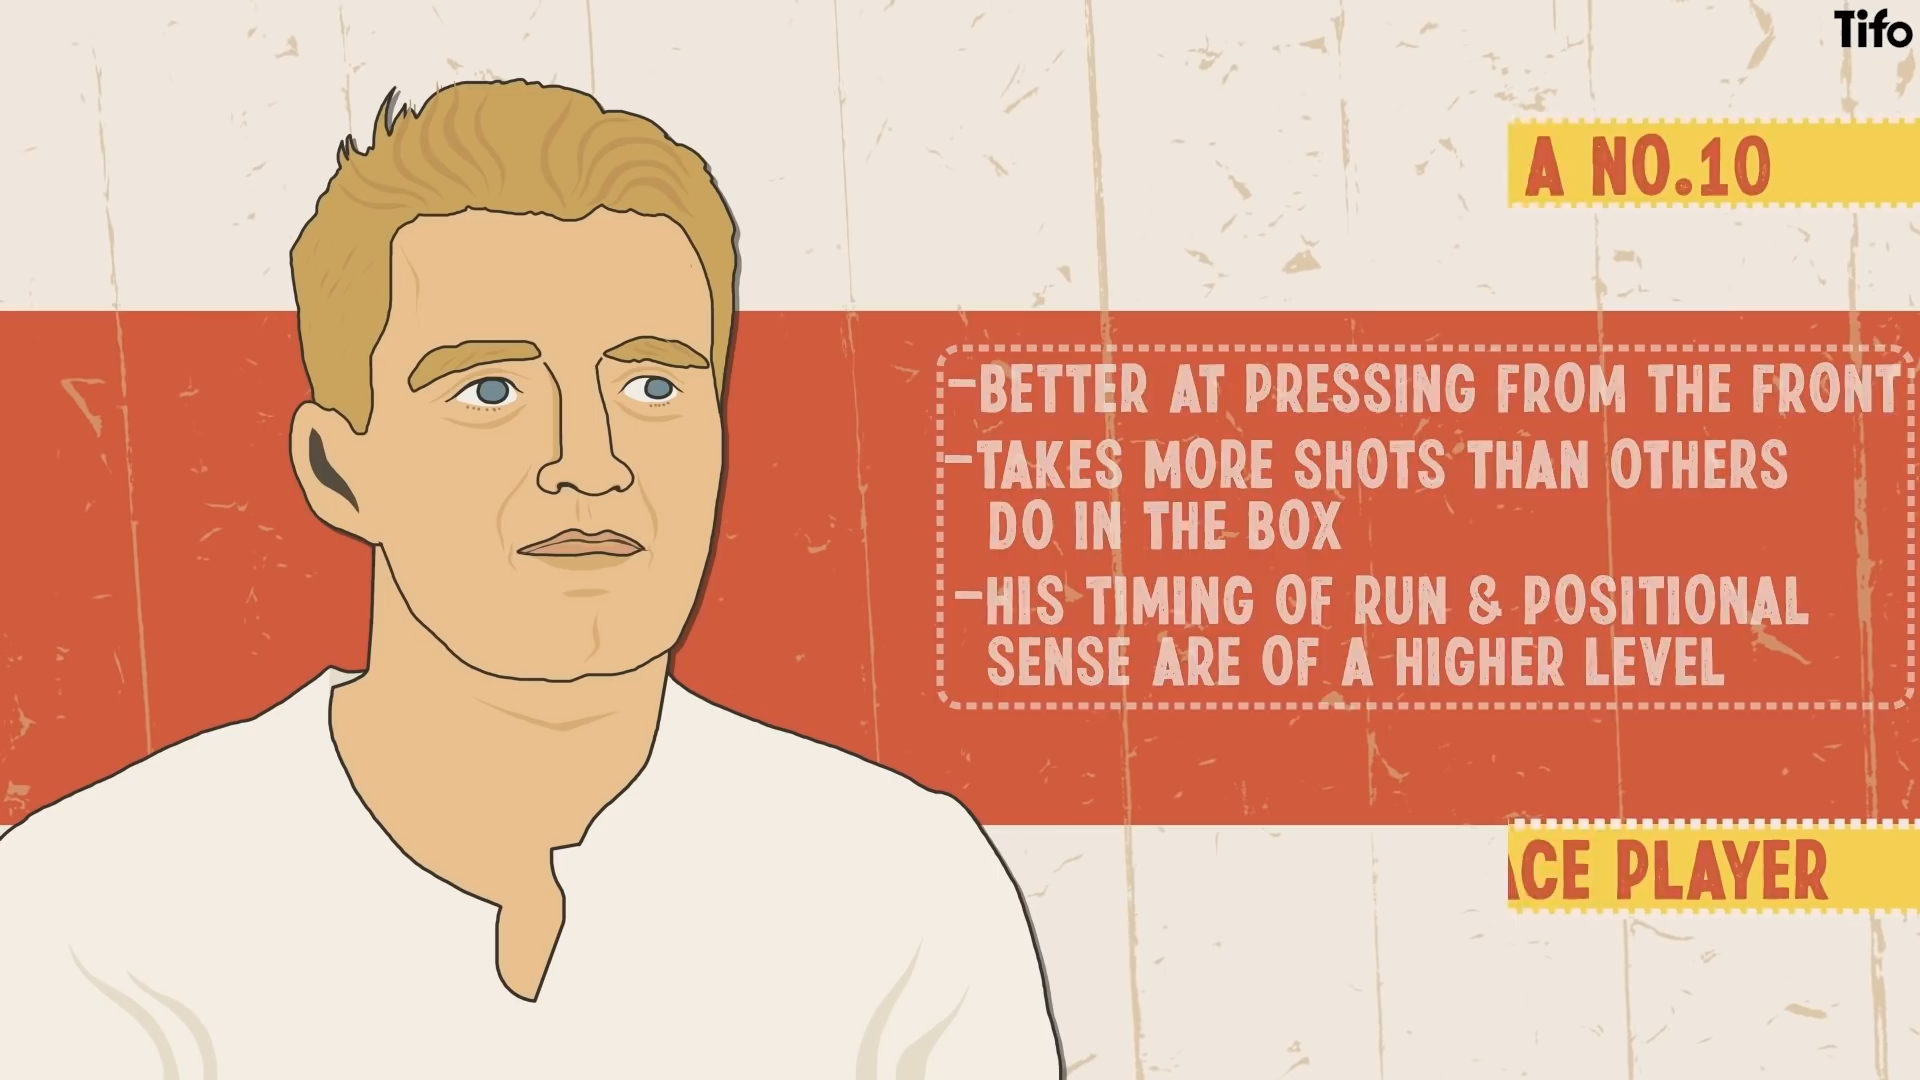 Tifo
A NO.10
-BETTER AT PRESSING FROM THE FRONT
-TAKES MORE SHOTS THAN OTHERS
DO IN THE BOX
-HIS TIMING OF RUN & POSITIONAL
SENSE ARE OF A HIGHER LEVEL
PLAYER